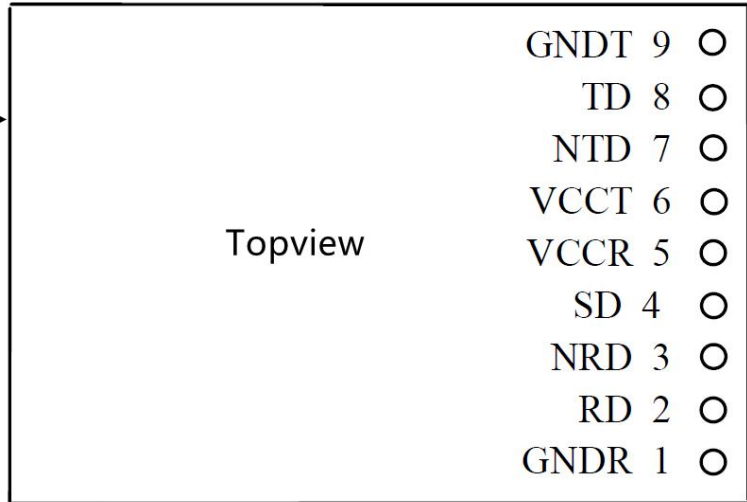 GNDT 9
TD 8
NTD 7
VCCT 6
Topview
VCCR 5
SD 4
NRD 3
RD 2
GNDR 1